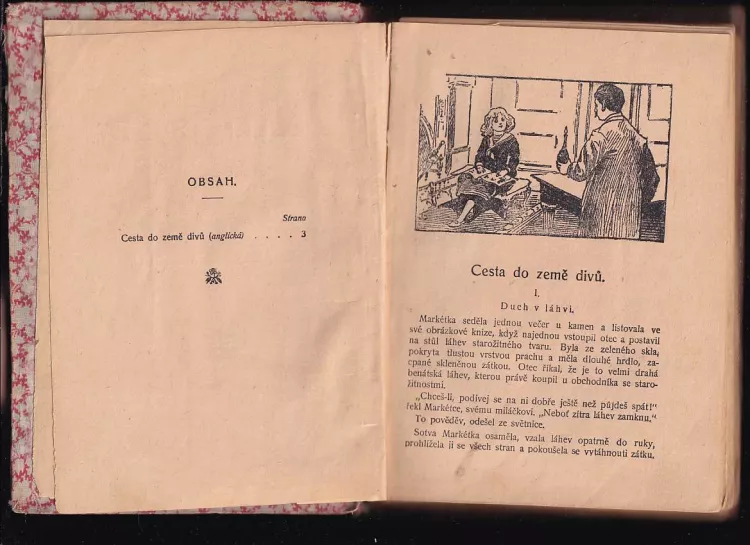 OBSAH.
Strana
Cesta do země divů (anglická) . . . . 3
Cesta do země divů.
I.
Duch v láhvi.
Markétka seděla jednou večer u kamen a listovala ve
své obrázkové knize, když najednou vstoupil otec a postavil
na stůl láhev starožitného tvaru. Byla ze zeleného skla,
pokryta tlustou vrstvou prachu a měla dlouhé hrdlo, za-
cpané skleněnou zátkou. Otec říkal, že je to velmi drahá
benátská láhev, kterou právě koupil u obchodníka se staro-
žitnostmi.
„Chceš-li, podívej se na ni dobře ještě než půjdeš spát!“
řekl Markétce, svému miláčkovi. „Neboť zítra láhev zamknu.“
To pověděv, odešel ze světnice.
Sotva Markétka osaměla, vzala láhev opatrně do ruky,
prohlížela ji se všech stran a pokoušela se vytáhnouti zátku,